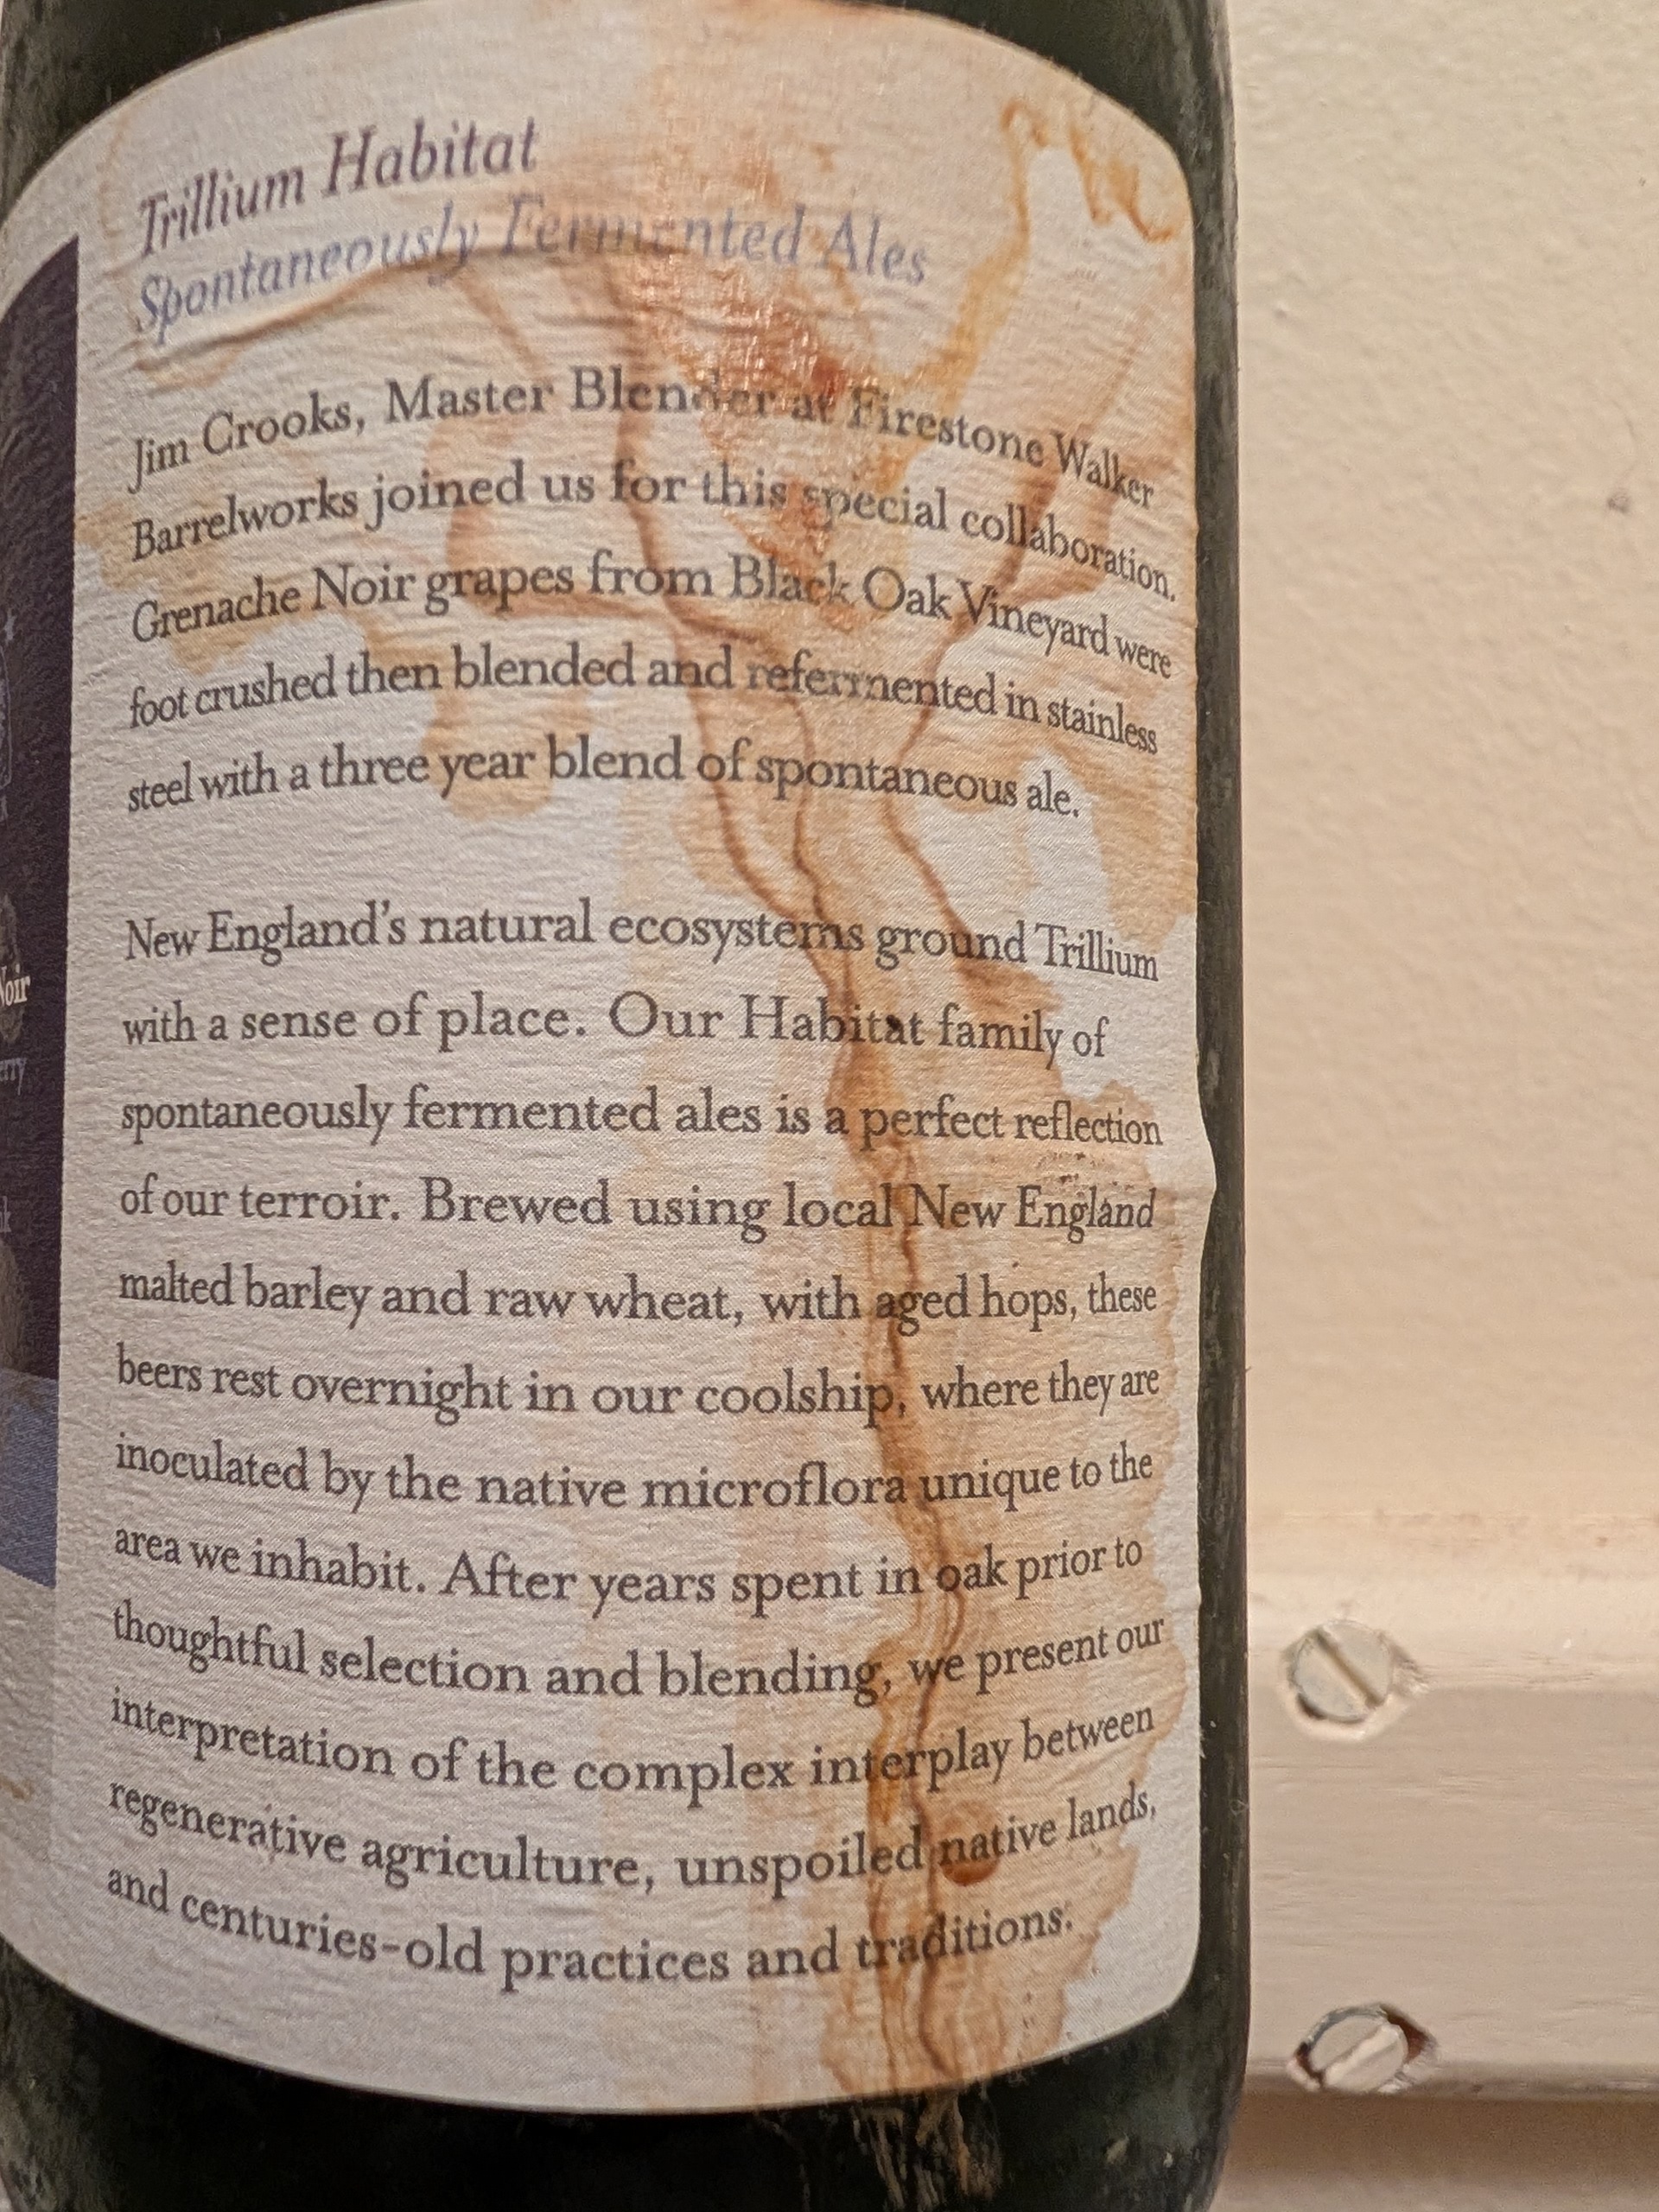 Trillium Habitat
Spontaneously Fermented Ales
Jim Crooks, Master Blender at Firestone Walker
Barrelworks joined us for this special collaboration.
Grenache Noir grapes from Black Oak Vineyard were
foot crushed then blended and refermented in stainless
steel with a three year blend of spontaneous ale.
New England's natural ecosystems ground Trillium
with a sense of place. Our Habitat family of
spontaneously fermented ales is a perfect reflection
of our terroir. Brewed using local New England
malted barley and raw wheat, with aged hops, these
beers rest overnight in our coolship, where they are
inoculated by the native microflora unique to the
area we inhabit. After years spent in oak prior to
thoughtful selection and blending, we present our
interpretation of the complex interplay between
regenerative agriculture, unspoiled native lands,
and centuries-old practices and traditions.
Noir